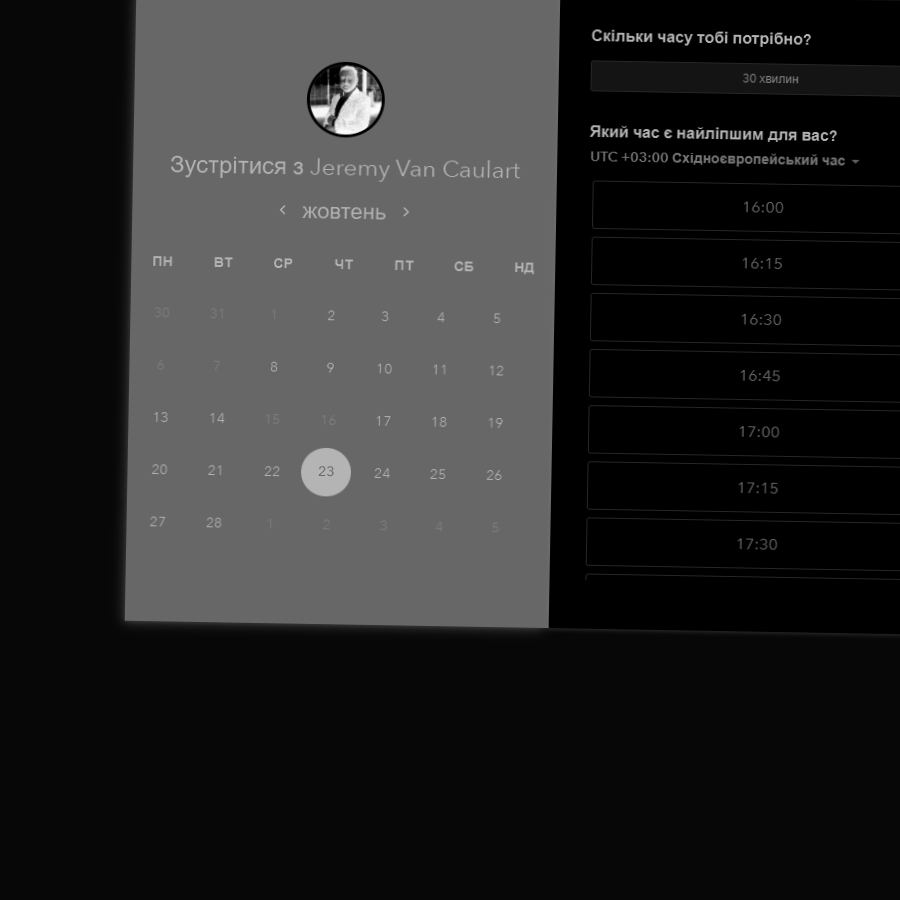 Зустрітися з Jeremy Van Caulart
жовтень
ПН ВТ СР ЧТ ПТ СБ НД
30 31 1 2 3 4 5
6 7 8 9 10 11 12
13 14 15 16 17 18 19
20 21 22 23 24 25 26
27 28 1 2 3 4 5
Скільки часу тобі потрібно?
30 хвилин
Який час є найліпшим для вас?
UTC +03:00 Східноєвропейський час
16:00
16:15
16:30
16:45
17:00
17:15
17:30